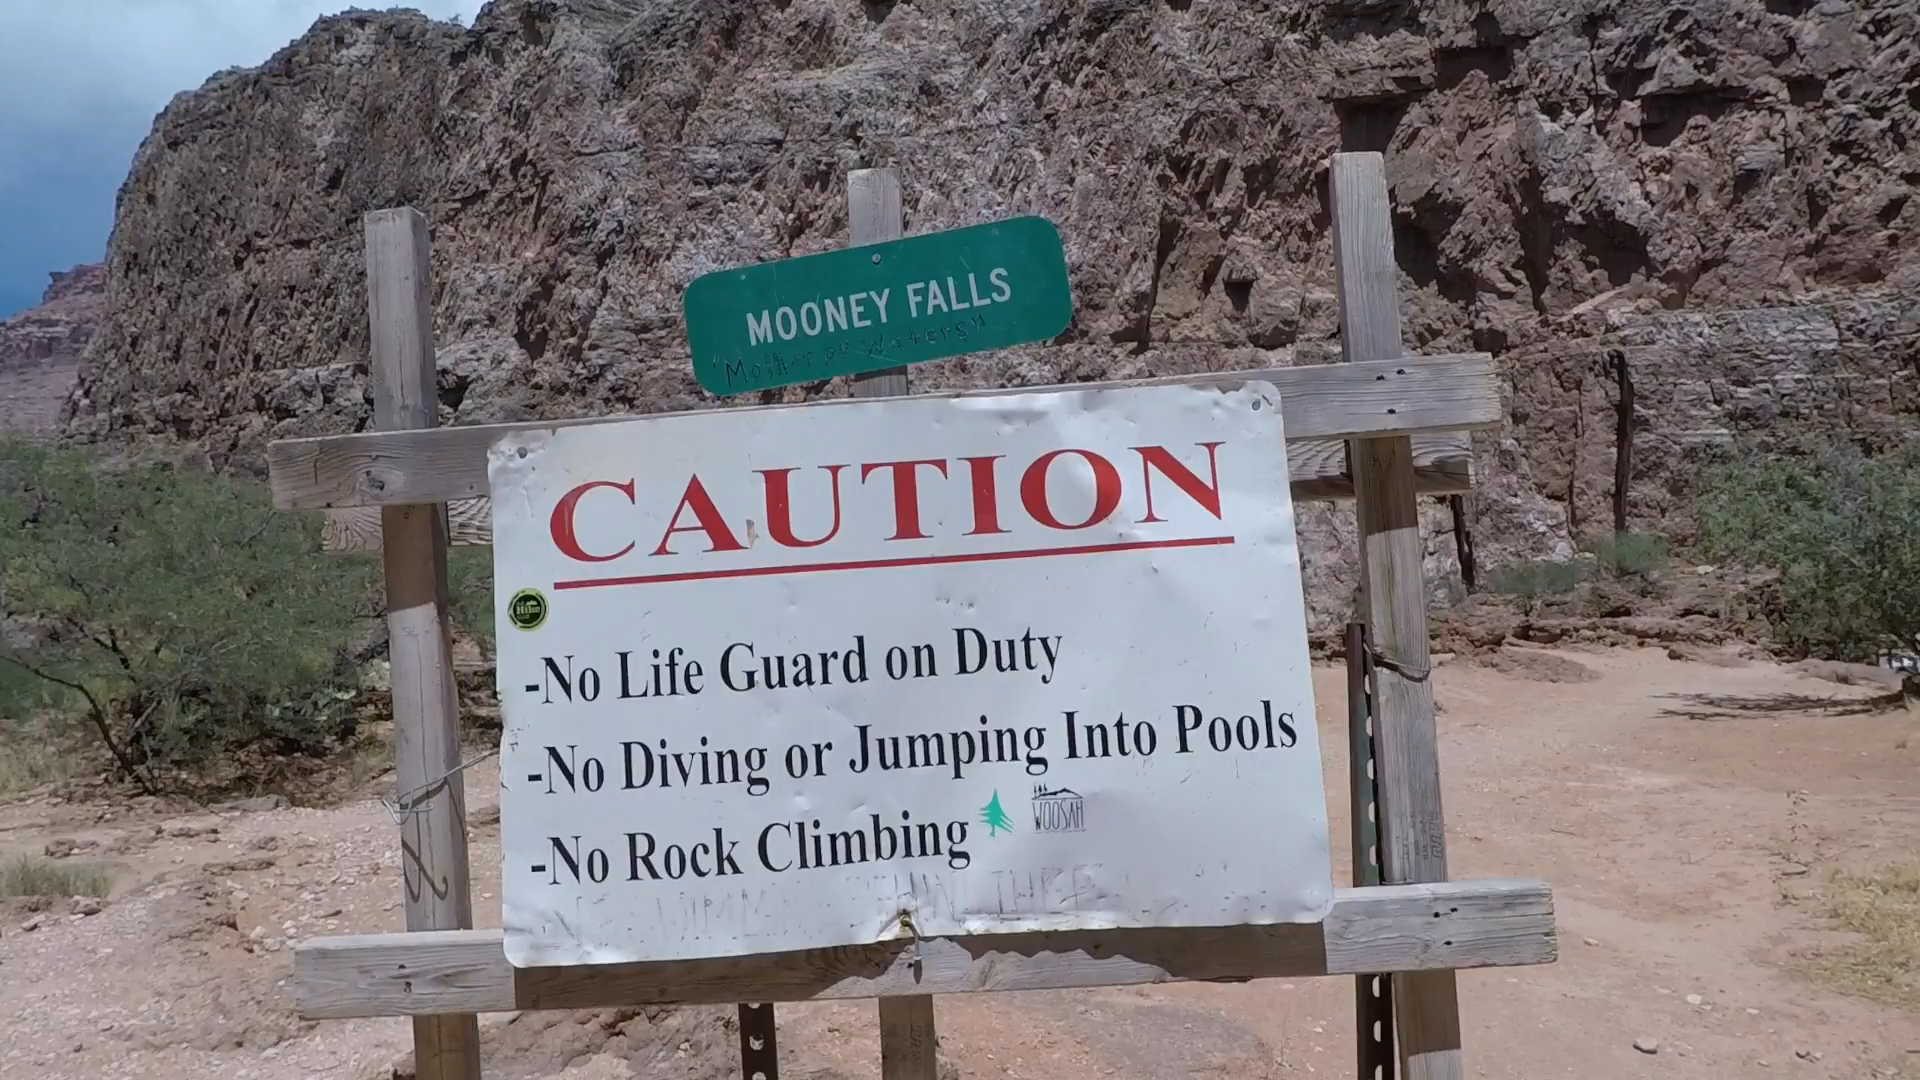 MOONEY FALLS
"Mother of Waters"
CAUTION
-No Life Guard on Duty
-No Diving or Jumping Into Pools
-No Rock Climbing
WOOSAH
Hike